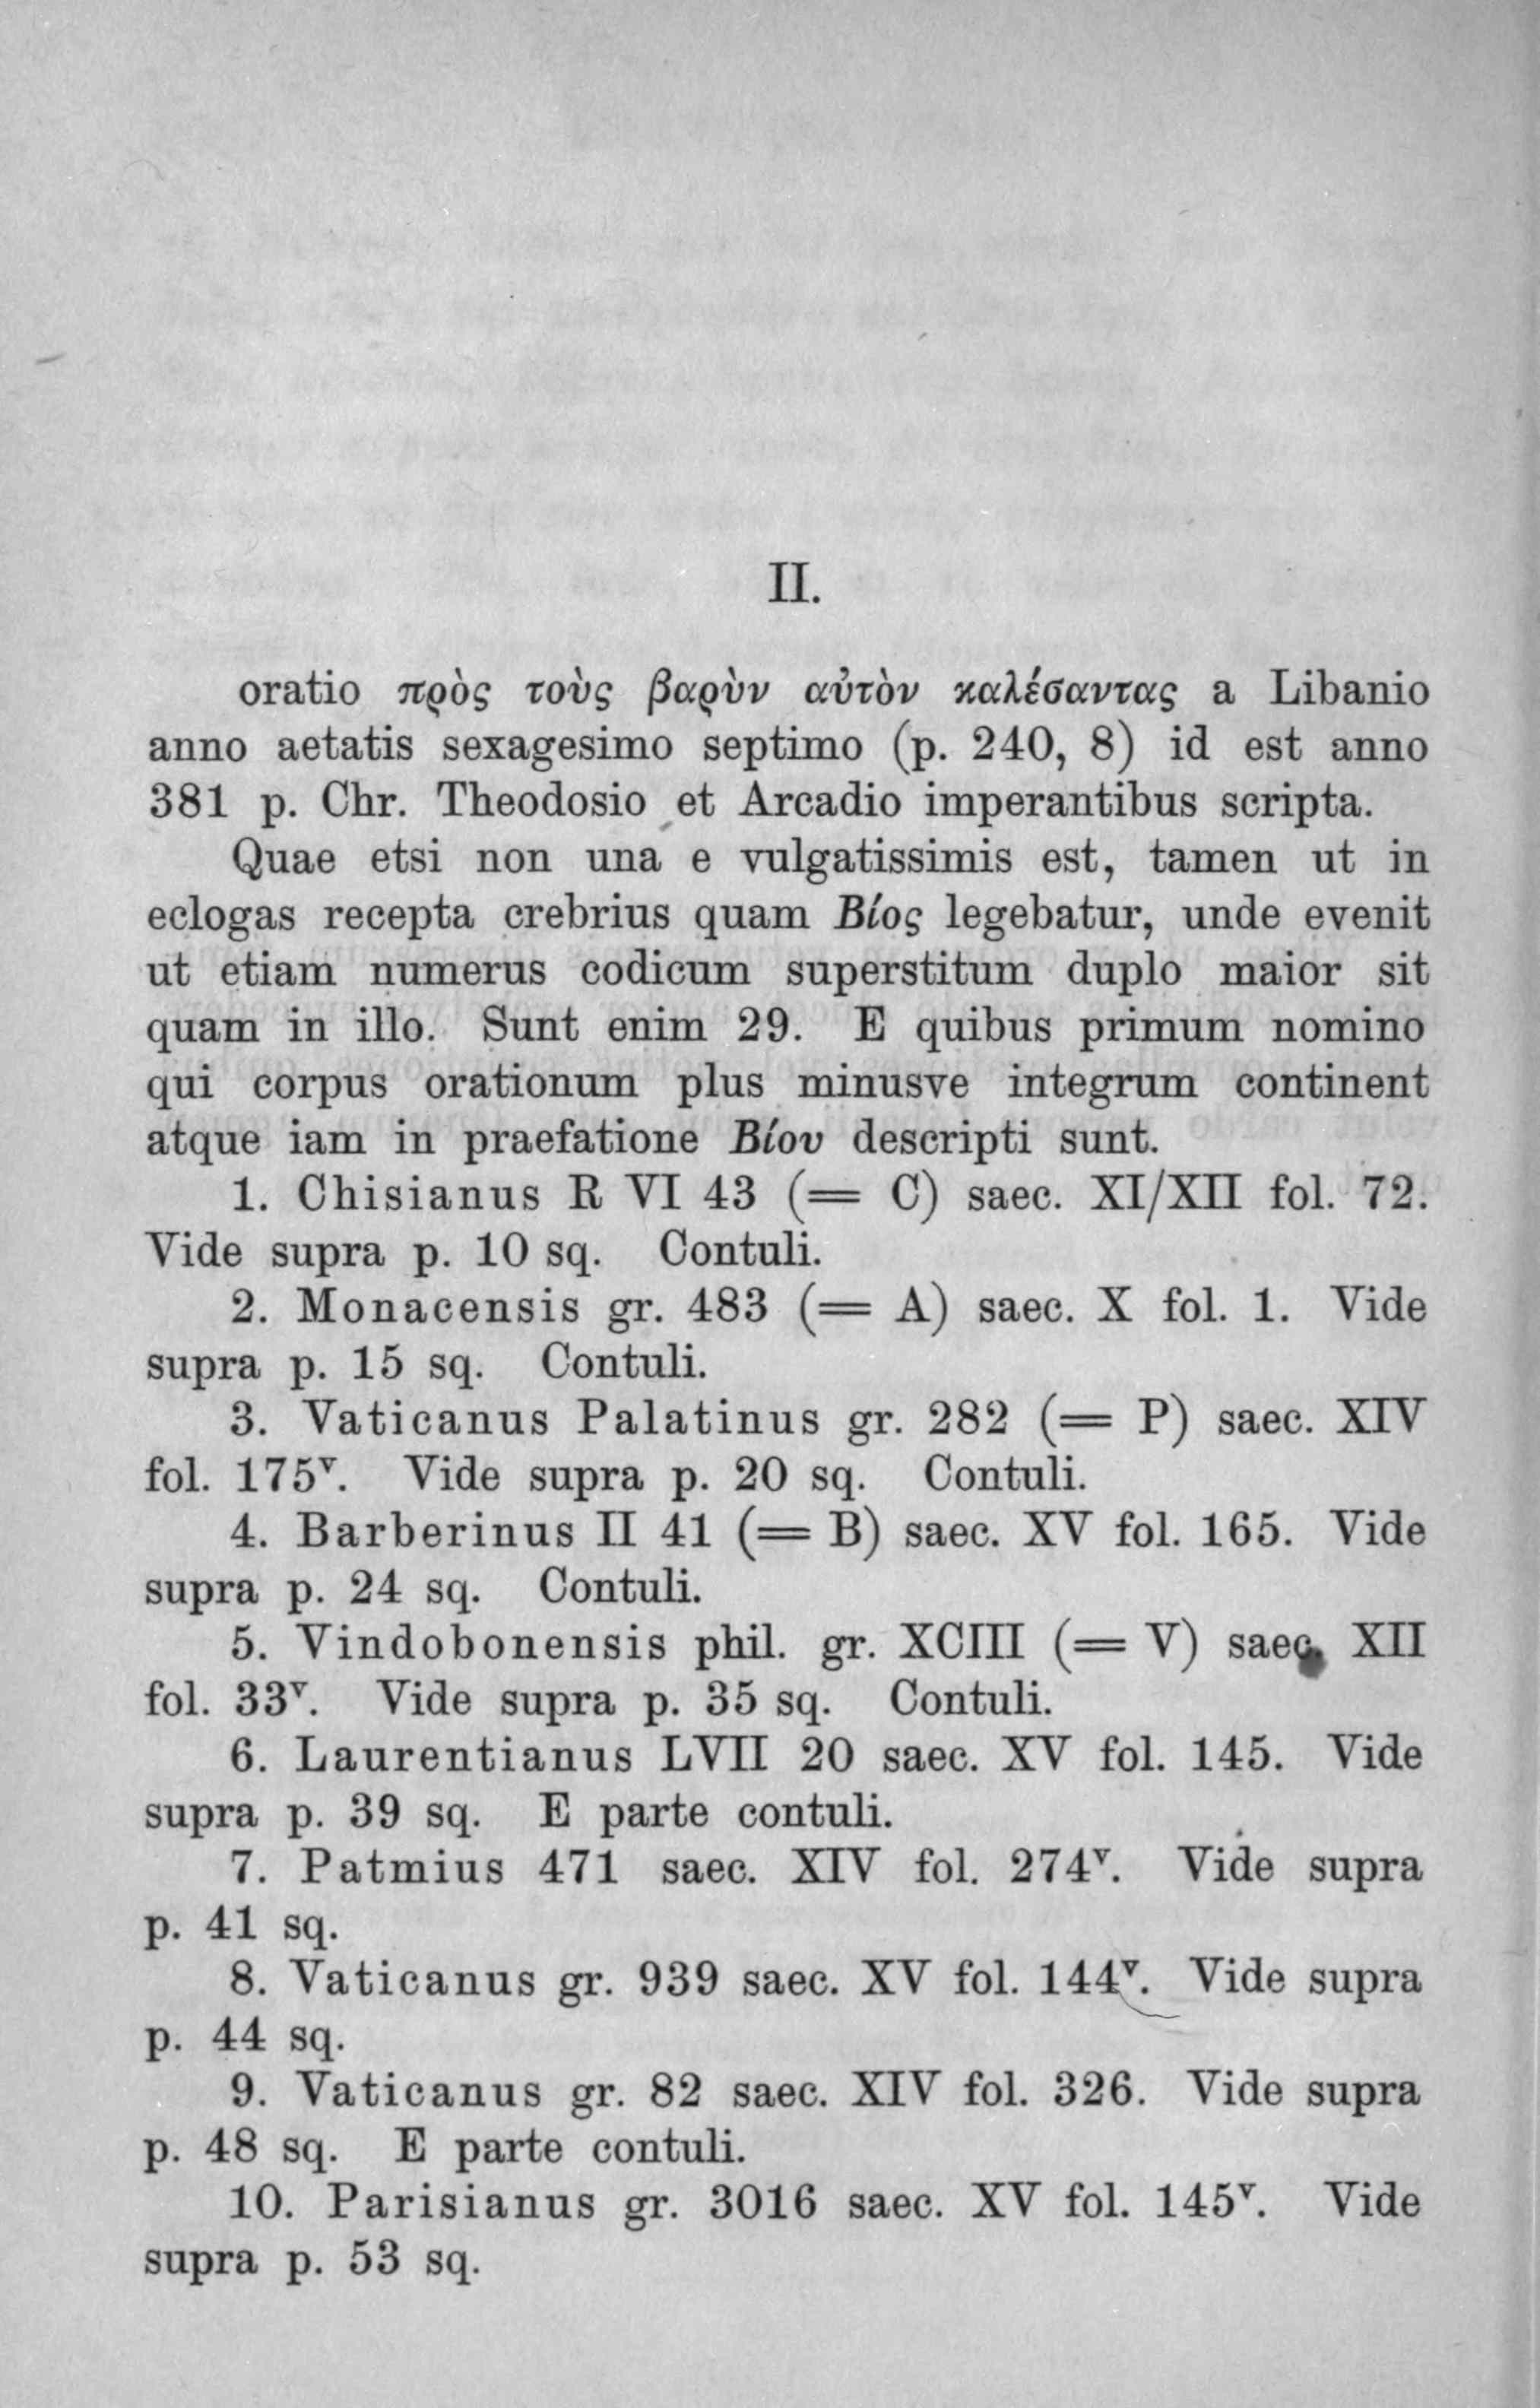 II.
oratio πρὸς τοὺς βαρὺν αὐτὸν καλέσαντας a Libanio
anno aetatis sexagesimo septimo (p. 240, 8) id est anno
381 p. Chr. Theodosio et Arcadio imperantibus scripta.
Quae etsi non una e vulgatissimis est, tamen ut in
eclogas recepta crebrius quam Βίος legebatur, unde evenit
ut etiam numerus codicum superstitum duplo maior sit
quam in illo. Sunt enim 29. E quibus primum nomino
qui corpus orationum plus minusve integrum continent
atque iam in praefatione Βίου descripti sunt.
1. Chisianus R VI 43 (= C) saec. XI/XII fol. 72.
Vide supra p. 10 sq. Contuli.
2. Monacensis gr. 483 (= A) saec. X fol. 1. Vide
supra p. 15 sq. Contuli.
3. Vaticanus Palatinus gr. 282 (= P) saec. XIV
fol. 175ᵛ. Vide supra p. 20 sq. Contuli.
4. Barberinus II 41 (= B) saec. XV fol. 165. Vide
supra p. 24 sq. Contuli.
5. Vindobonensis phil. gr. XCIII (= V) saec. XII
fol. 33ᵛ. Vide supra p. 35 sq. Contuli.
6. Laurentianus LVII 20 saec. XV fol. 145. Vide
supra p. 39 sq. E parte contuli.
7. Patmius 471 saec. XIV fol. 274ᵛ. Vide supra
p. 41 sq.
8. Vaticanus gr. 939 saec. XV fol. 144ᵛ. Vide supra
p. 44 sq.
9. Vaticanus gr. 82 saec. XIV fol. 326. Vide supra
p. 48 sq. E parte contuli.
10. Parisianus gr. 3016 saec. XV fol. 145ᵛ. Vide
supra p. 53 sq.